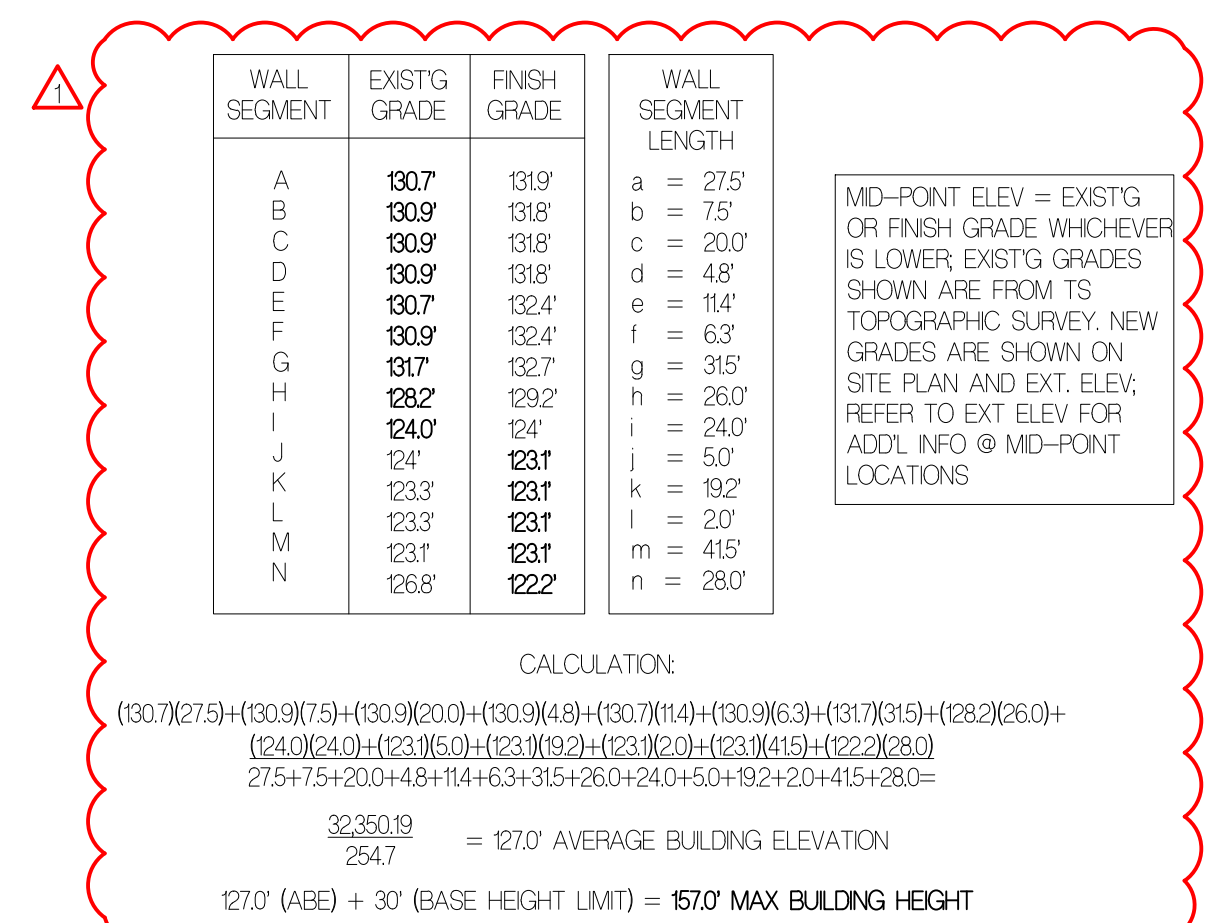 1
WALL SEGMENT EXIST'G GRADE FINISH GRADE
A 130.7' 131.9'
B 130.9' 131.8'
C 130.9' 131.8'
D 130.9' 131.8'
E 130.7' 132.4'
F 130.9' 132.4'
G 131.7' 132.7'
H 128.2' 129.2'
I 124.0' 124'
J 124' 123.1'
K 123.3' 123.1'
L 123.3' 123.1'
M 123.1' 123.1'
N 126.8' 122.2'
WALL
SEGMENT
LENGTH
a = 27.5'
b = 7.5'
c = 20.0'
d = 4.8'
e = 11.4'
f = 6.3'
g = 31.5'
h = 26.0'
i = 24.0'
j = 5.0'
k = 19.2'
l = 2.0'
m = 41.5'
n = 28.0'
MID-POINT ELEV = EXIST'G
OR FINISH GRADE WHICHEVER
IS LOWER; EXIST'G GRADES
SHOWN ARE FROM TS
TOPOGRAPHIC SURVEY. NEW
GRADES ARE SHOWN ON
SITE PLAN AND EXT. ELEV;
REFER TO EXT ELEV FOR
ADD'L INFO @ MID-POINT
LOCATIONS
CALCULATION:
(130.7)(27.5)+(130.9)(7.5)+(130.9)(20.0)+(130.9)(4.8)+(130.7)(11.4)+(130.9)(6.3)+(131.7)(31.5)+(128.2)(26.0)+
(124.0)(24.0)+(123.1)(5.0)+(123.1)(19.2)+(123.1)(2.0)+(123.1)(41.5)+(122.2)(28.0)
27.5+7.5+20.0+4.8+11.4+6.3+31.5+26.0+24.0+5.0+19.2+2.0+41.5+28.0=
32,350.19
254.7
= 127.0' AVERAGE BUILDING ELEVATION
127.0' (ABE) + 30' (BASE HEIGHT LIMIT) = 157.0' MAX BUILDING HEIGHT